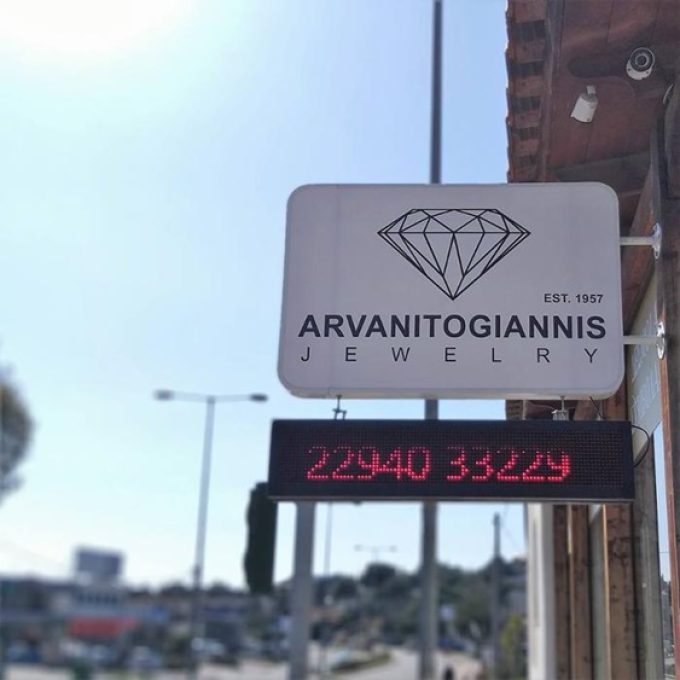 EST. 1957
ARVANITOGIANNIS
JEWELRY
22940 33229